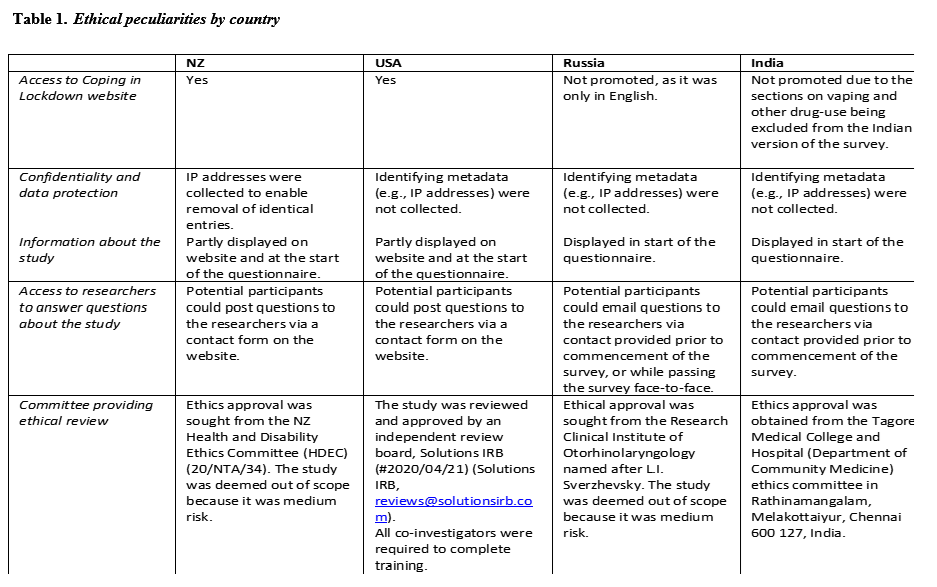 Table 1. Ethical peculiarities by country
NZ
USA
Russia
India
Access to Coping in
Lockdown website
Yes
Yes
Not promoted, as it was
only in English.
Not promoted due to the
sections on vaping and
other drug-use being
excluded from the Indian
version of the survey.
Confidentiality and
data protection
IP addresses were
collected to enable
removal of identical
entries.
Identifying metadata
(e.g., IP addresses) were
not collected.
Identifying metadata
(e.g., IP addresses) were
not collected.
Identifying metadata
(e.g., IP addresses) were
not collected.
Information about the
study
Partly displayed on
website and at the start
of the questionnaire.
Partly displayed on
website and at the start
of the questionnaire.
Displayed in start of the
questionnaire.
Displayed in start of the
questionnaire.
Access to researchers
to answer questions
about the study
Potential participants
could post questions to
the researchers via a
contact form on the
website.
Potential participants
could post questions to
the researchers via a
contact form on the
website.
Potential participants
could email questions to
the researchers via
contact provided prior to
commencement of the
survey, or while passing
the survey face-to-face.
Potential participants
could email questions to
the researchers via
contact provided prior to
commencement of the
survey.
Committee providing
ethical review
Ethics approval was
sought from the NZ
Health and Disability
Ethics Committee (HDEC)
(20/NTA/34). The study
was deemed out of scope
because it was medium
risk.
The study was reviewed
and approved by an
independent review
board, Solutions IRB
(#2020/04/21) (Solutions
IRB,
reviews@solutionsirb.co
m).
All co-investigators were
required to complete
training.
Ethical approval was
sought from the Research
Clinical Institute of
Otorhinolaryngology
named after L.I.
Sverzhevsky. The study
was deemed out of scope
because it was medium
risk.
Ethics approval was
obtained from the Tagore
Medical College and
Hospital (Department of
Community Medicine)
ethics committee in
Rathinamangalam,
Melakottaiyur, Chennai
600 127, India.